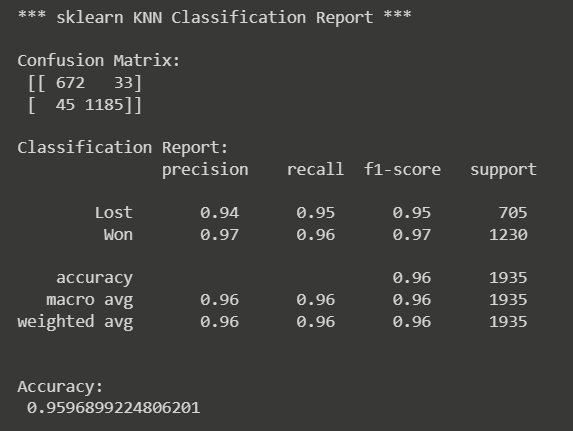 *** sklearn KNN Classification Report ***
Confusion Matrix:
[[ 672   33]
[  45 1185]]
Classification Report:
precision    recall  f1-score   support
Lost       0.94      0.95      0.95       705
Won       0.97      0.96      0.97      1230
accuracy                           0.96      1935
macro avg       0.96      0.96      0.96      1935
weighted avg       0.96      0.96      0.96      1935
Accuracy:
0.9596899224806201